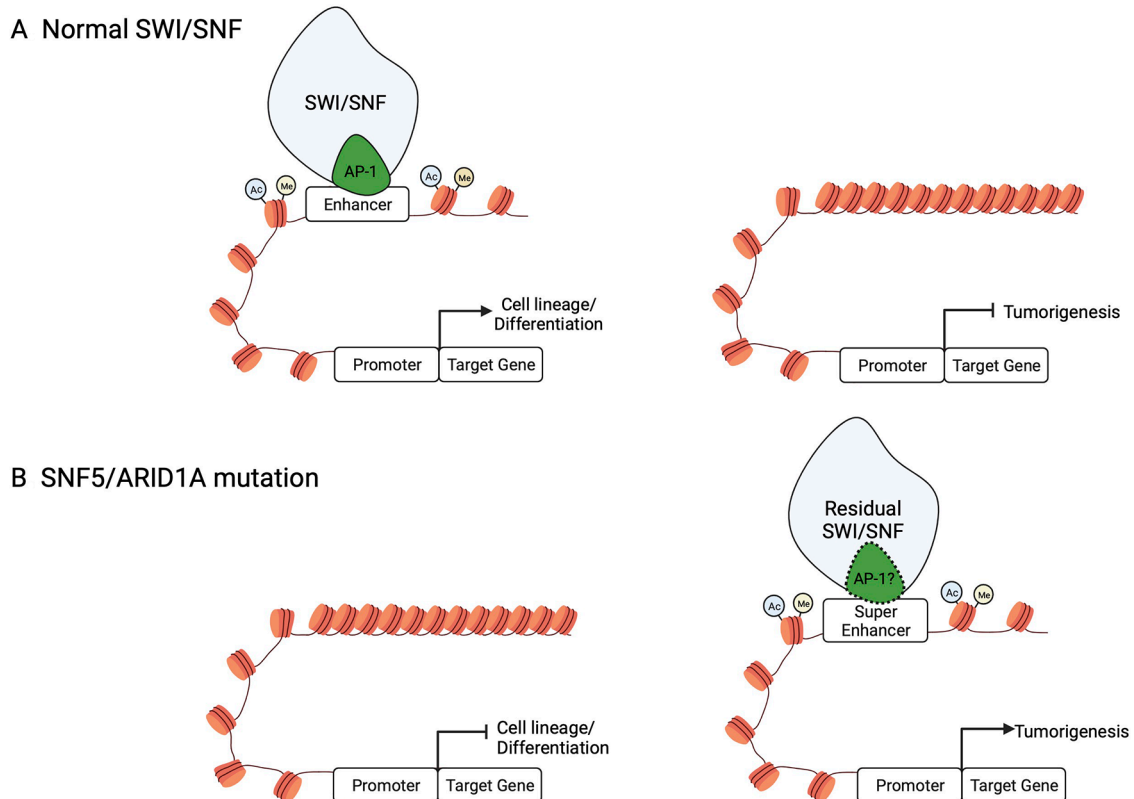 A Normal SWI/SNF
SWI/SNF
AP-1
Ac
Me
Ac
Me
Enhancer
Cell lineage/
Differentiation
Promoter
Target Gene
Tumorigenesis
Promoter
Target Gene
B SNF5/ARID1A mutation
Residual
SWI/SNF
AP-1?
Ac
Me
Ac
Me
Super
Enhancer
Cell lineage/
Differentiation
Promoter
Target Gene
Tumorigenesis
Promoter
Target Gene